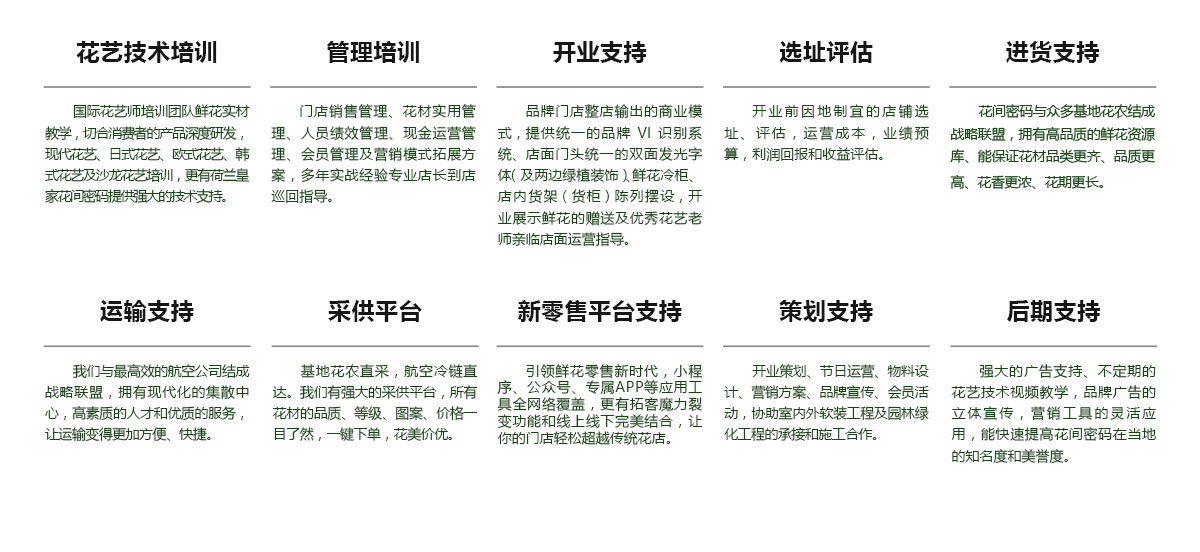 花艺技术培训
国际花艺师培训团队鲜花实材
教学，切合消费者的产品深度研发，
现代花艺、日式花艺、欧式花艺、韩
式花艺及沙龙花艺培训，更有荷兰皇
家花间密码提供强大的技术支持。
管理培训
门店销售管理、花材实用管
理、人员绩效管理、现金运营管
理、会员管理及营销模式拓展方
案，多年实战经验专业店长到店
巡回指导。
开业支持
品牌门店整店输出的商业模
式，提供统一的品牌 VI 识别系
统、店面门头统一的双面发光字
体（及两边绿植装饰）、鲜花冷柜、
店内货架（货柜）陈列摆设，开
业展示鲜花的赠送及优秀花艺老
师亲临店面运营指导。
选址评估
开业前因地制宜的店铺选
址、评估，运营成本，业绩预
算，利润回报和收益评估。
进货支持
花间密码与众多基地花农结成
战略联盟，拥有高品质的鲜花资源
库、能保证花材品类更齐、品质更
高、花香更浓、花期更长。
运输支持
我们与最高效的航空公司结成
战略联盟，拥有现代化的集散中
心，高素质的人才和优质的服务，
让运输变得更加方便、快捷。
采供平台
基地花农直采，航空冷链直
达。我们有强大的采供平台，所有
花材的品质、等级、图案、价格一
目了然，一键下单，花美价优。
新零售平台支持
引领鲜花零售新时代，小程
序、公众号、专属APP等应用工
具全网络覆盖，更有拓客魔力裂
变功能和线上线下完美结合，让
你的门店轻松超越传统花店。
策划支持
开业策划、节日运营、物料设
计、营销方案、品牌宣传、会员活
动，协助室内外软装工程及园林绿
化工程的承接和施工合作。
后期支持
强大的广告支持、不定期的
花艺技术视频教学，品牌广告的
立体宣传，营销工具的灵活应
用，能快速提高花间密码在当地
的知名度和美誉度。